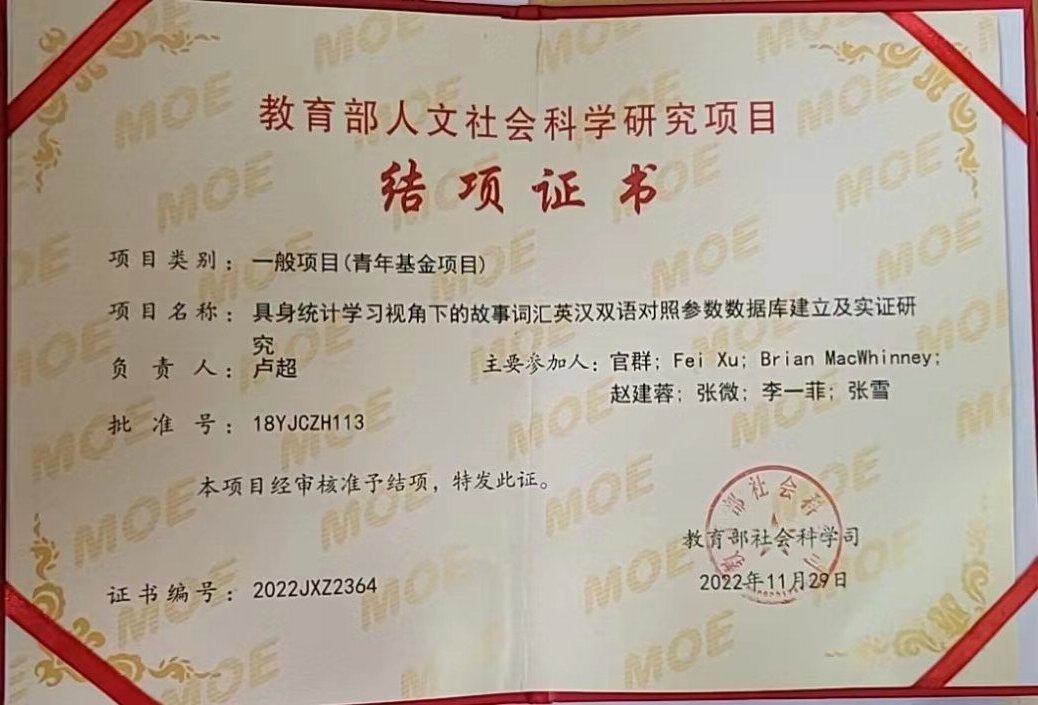 教育部人文社会科学研究项目
结项证书
项目类别：一般项目(青年基金项目)
项目名称：具身统计学习视角下的故事词汇英汉双语对照参数数据库建立及实证研
究
负责人：卢超 主要参加人：官群; Fei Xu; Brian MacWhinney;
赵建蓉; 张微; 李一菲; 张雪
批准号：18YJCZH113
本项目经审核准予结项，特发此证。
教育部社会科学司
证书编号：2022JXZ2364
2022年11月29日
MOE